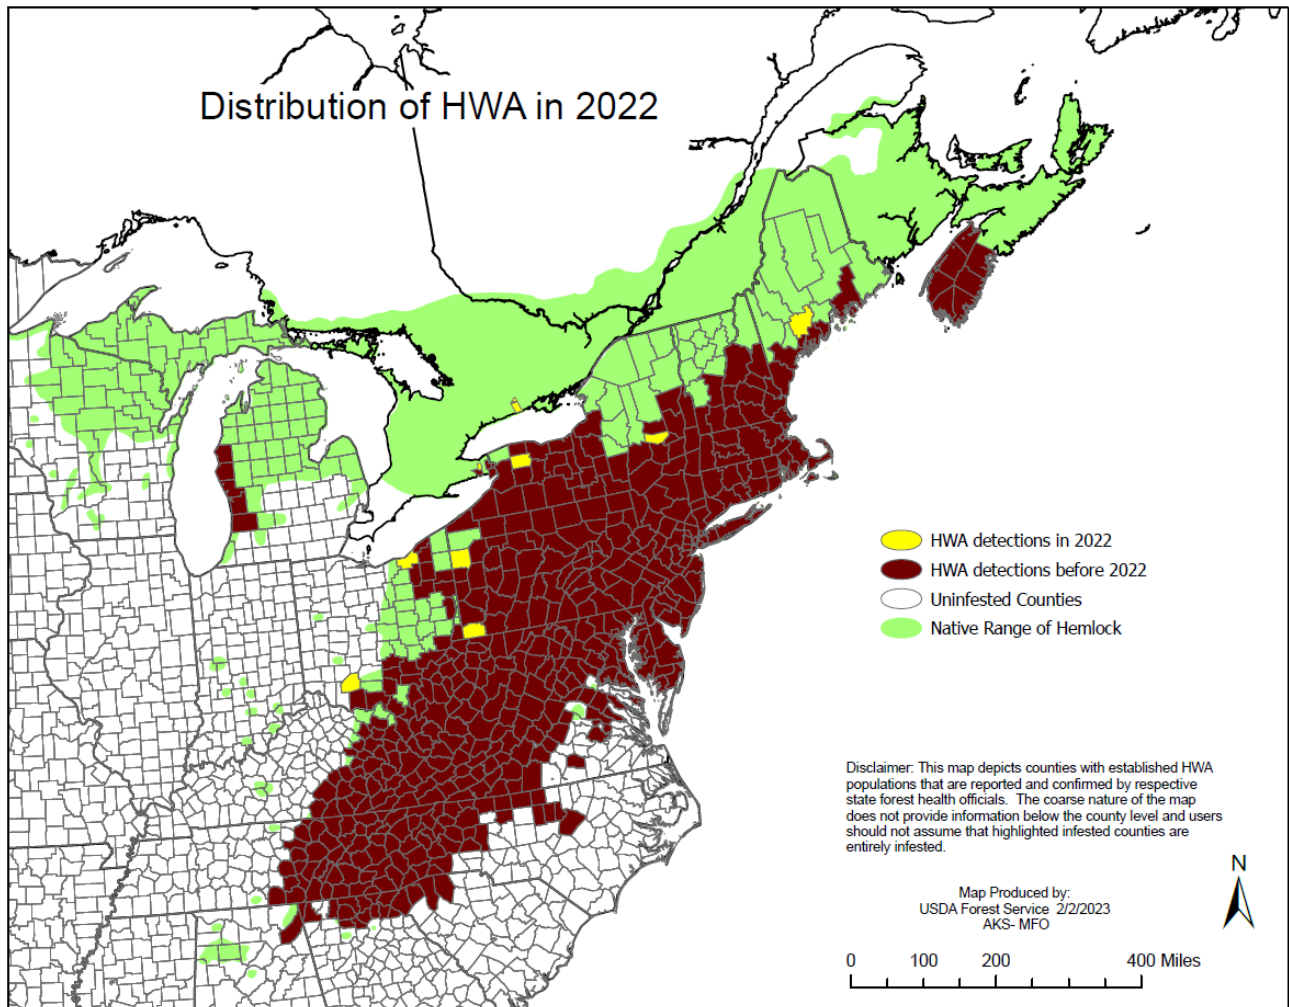 Distribution of HWA in 2022
HWA detections in 2022
HWA detections before 2022
Uninfested Counties
Native Range of Hemlock
Disclaimer: This map depicts counties with established HWA
populations that are reported and confirmed by respective
state forest health officials. The coarse nature of the map
does not provide information below the county level and users
should not assume that highlighted infested counties are
entirely infested.
Map Produced by:
USDA Forest Service 2/2/2023
AKS- MFO
N
0 100 200 400 Miles